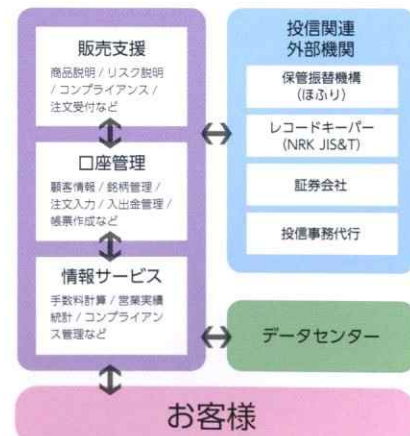 販売支援
商品説明 / リスク説明
/ コンプライアンス /
注文受付など
口座管理
顧客情報 / 銘柄管理 /
注文入力 / 入出金管理 /
帳票作成など
情報サービス
手数料計算 / 営業実績
統計 / コンプライアン
ス管理など
投信関連
外部機関
保管振替機構
(ほふり)
レコードキーパー
(NRK JIS&T)
証券会社
投信事務代行
データセンター
お客様